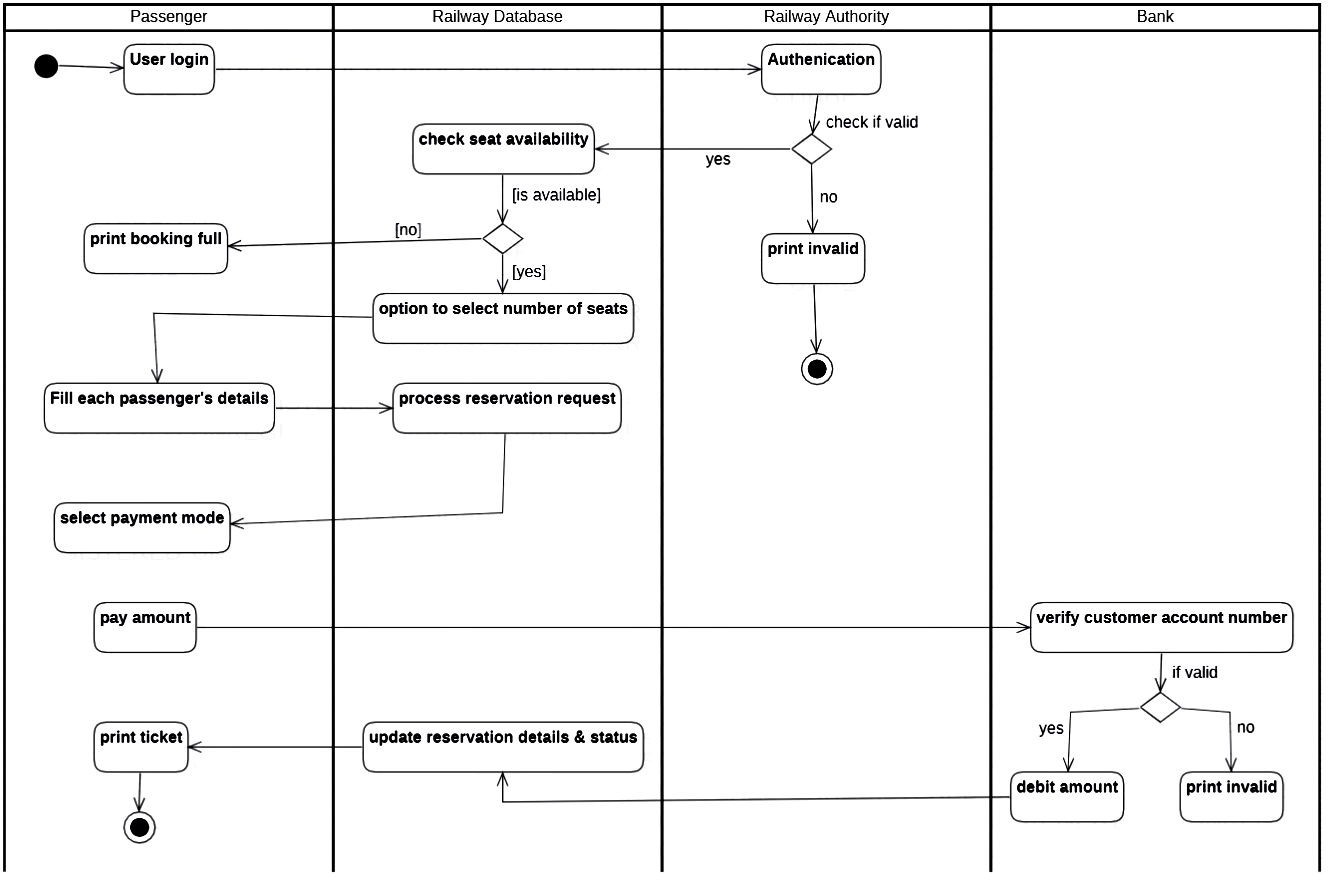 Passenger
Railway Database
Railway Authority
Bank
User login
Authenication
check if valid
check seat availability
yes
[is available]
no
[no]
print booking full
print invalid
[yes]
option to select number of seats
Fill each passenger's details
process reservation request
select payment mode
pay amount
verify customer account number
if valid
yes
no
print ticket
update reservation details & status
debit amount
print invalid